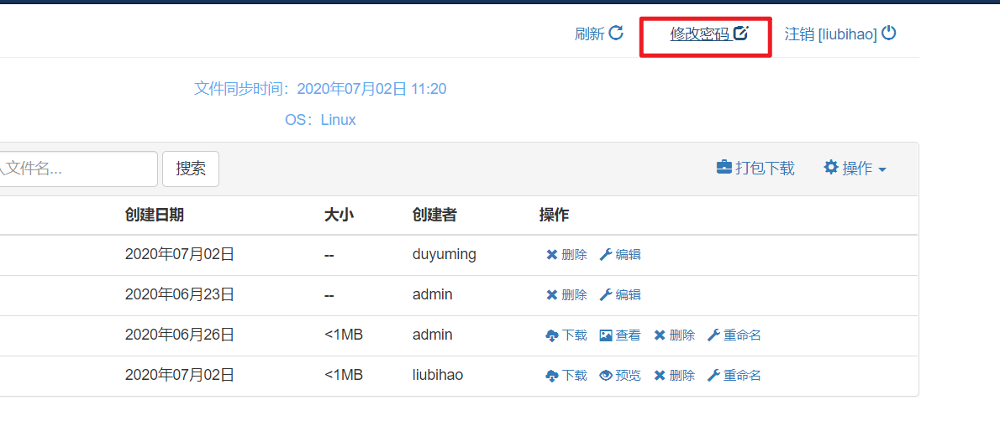 刷新 修改密码 注销 [liubihao]
文件同步时间：2020年07月02日 11:20
OS：Linux
文件名... 搜索 打包下载 操作
创建日期 大小 创建者 操作
2020年07月02日 -- duyuming 删除 编辑
2020年06月23日 -- admin 删除 编辑
2020年06月26日 <1MB admin 下载 查看 删除 重命名
2020年07月02日 <1MB liubihao 下载 预览 删除 重命名